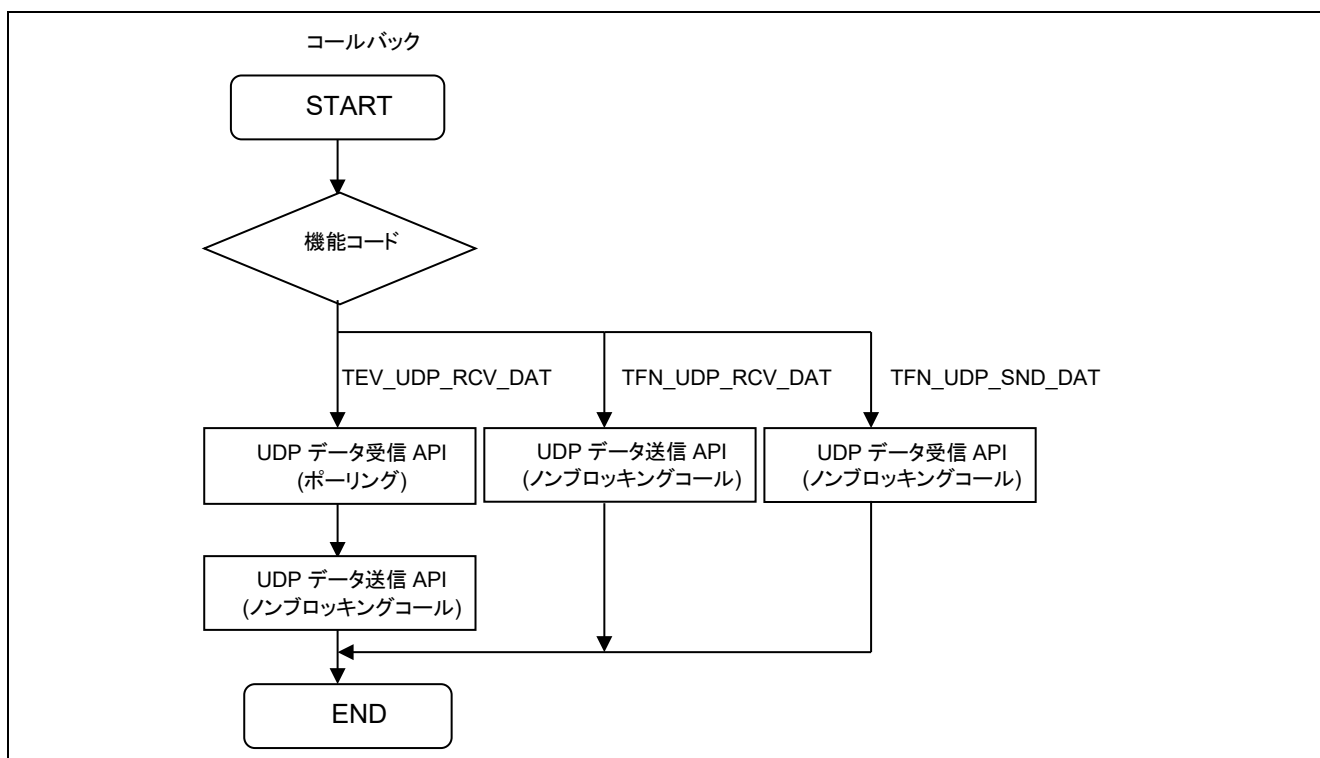 コールバック
START
機能コード
TEV_UDP_RCV_DAT
TFN_UDP_RCV_DAT
TFN_UDP_SND_DAT
UDP データ受信 API
(ポーリング)
UDP データ送信 API
(ノンブロッキングコール)
UDP データ受信 API
(ノンブロッキングコール)
UDP データ送信 API
(ノンブロッキングコール)
END